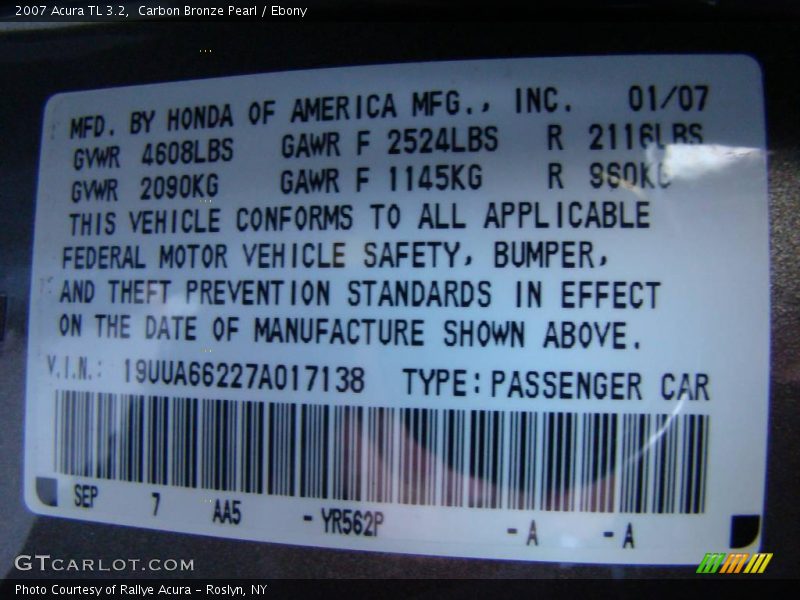 2007 Acura TL 3.2,  Carbon Bronze Pearl / Ebony
MFD. BY HONDA OF AMERICA MFG., INC. 01/07
GVWR 4608LBS GAWR F 2524LBS R 2116LBS
GVWR 2090KG GAWR F 1145KG R 960KG
THIS VEHICLE CONFORMS TO ALL APPLICABLE
FEDERAL MOTOR VEHICLE SAFETY, BUMPER,
AND THEFT PREVENTION STANDARDS IN EFFECT
ON THE DATE OF MANUFACTURE SHOWN ABOVE.
V.I.N.: 19UUA66227A017138 TYPE: PASSENGER CAR
SEP 7 AA5 - YR562P - A - A
GTCARLOT.COM
Photo Courtesy of Rallye Acura - Roslyn, NY